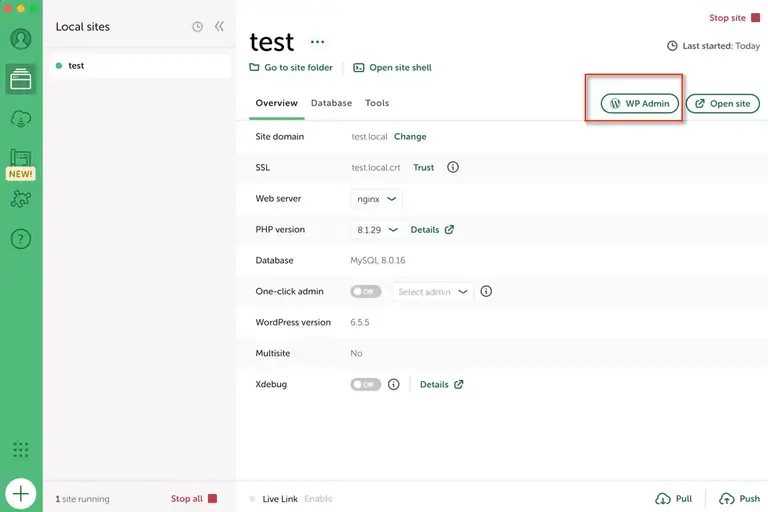 Local sites
test
NEW!
1 site running
Stop all
Stop site
test ...
Last started: Today
Go to site folder
Open site shell
Overview Database Tools
WP Admin
Open site
Site domain test.local Change
SSL test.local.crt Trust
Web server nginx
PHP version 8.1.29 Details
Database MySQL 8.0.16
One-click admin Off Select admin
WordPress version 6.5.5
Multisite No
Xdebug Off Details
Live Link Enable
Pull
Push